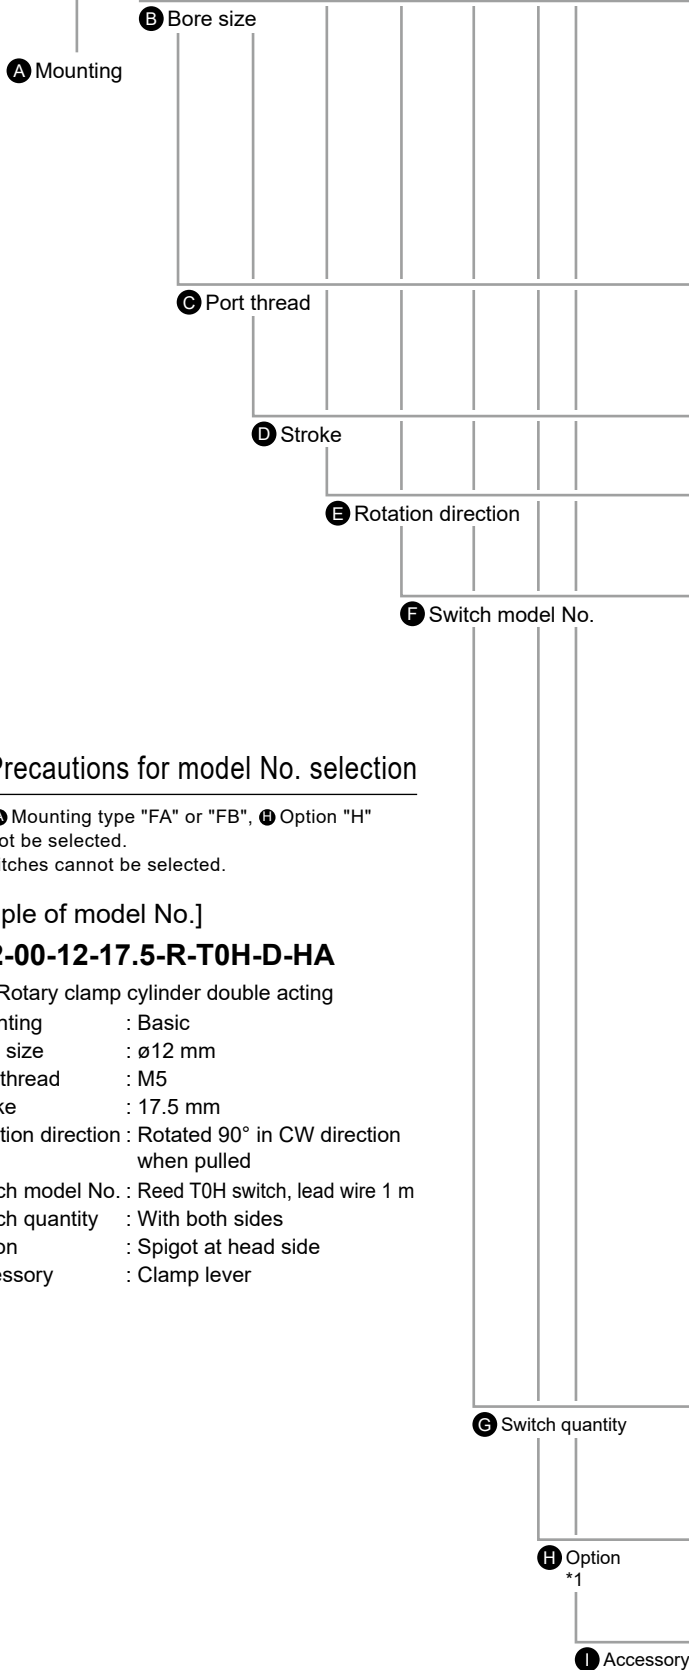 B Bore size
A Mounting
C Port thread
D Stroke
E Rotation direction
F Switch model No.
Precautions for model No. selection
A Mounting type "FA" or "FB", H Option "H"
ot be selected.
itches cannot be selected.
ple of model No.]
2-00-12-17.5-R-T0H-D-HA
Rotary clamp cylinder double acting
nting : Basic
size : ø12 mm
thread : M5
ke : 17.5 mm
tion direction : Rotated 90° in CW direction
when pulled
ch model No. : Reed T0H switch, lead wire 1 m
ch quantity : With both sides
on : Spigot at head side
essory : Clamp lever
G Switch quantity
H Option
*1
I Accessory